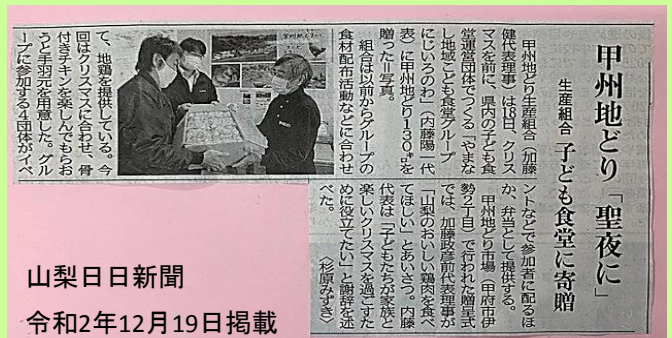 甲州地どり「聖夜に」
生産組合 子ども食堂に寄贈
甲州地どり生産組合(加藤
健代表理事)は18日、クリス
マスを前に、県内の子ども食
堂運営団体でつくる「やまな
し地域こども食堂グループ
にじいろのわ」(内藤陽一代
表)に甲州地どり130㌔を
贈った=写真。
組合は以前からグループの
食材配布活動などに合わせ
て、地鶏を提供している。今
回はクリスマスに合わせ、骨
付きチキンを楽しんでもらお
うと手羽元を用意した。グル
ープに参加する4団体がイベ
ントなどで参加者に配るほ
か、弁当として提供する。
甲州地どり市場(甲府市伊
勢2丁目)で行われた贈呈式
では、加藤政彦前代表理事が
「山梨のおいしい鶏肉を食べ
てほしい」とあいさつ。内藤
代表は「子どもたちが家族と
楽しいクリスマスを過ごすた
めに役立てたい」と謝辞を述
べた。
〈杉原みずき〉
山梨日日新聞
令和2年12月19日掲載